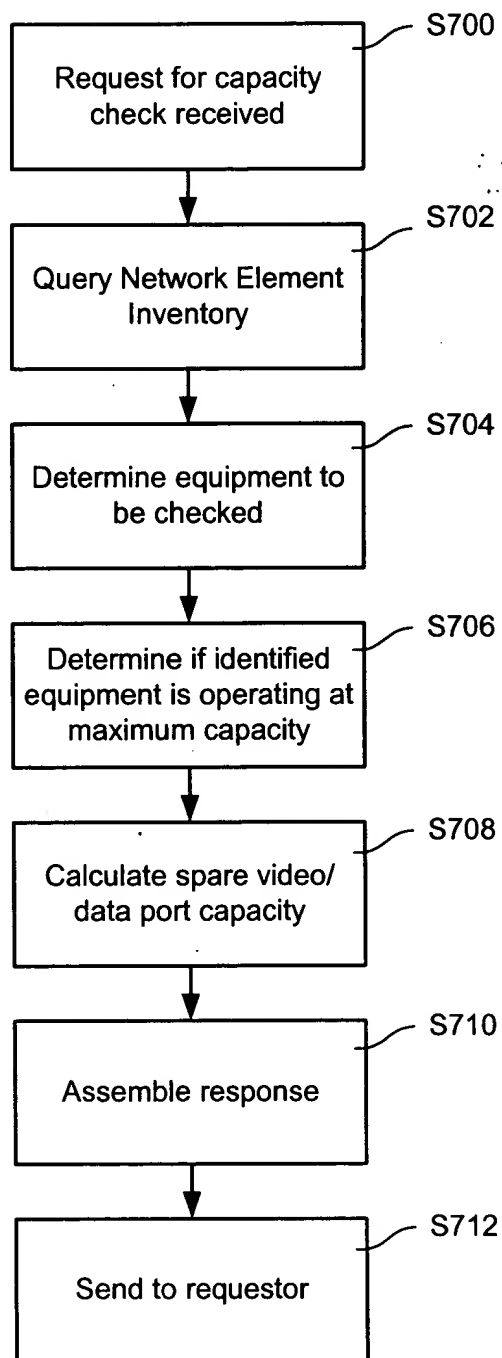 S700
Request for capacity
check received
S702
Query Network Element
Inventory
S704
Determine equipment to
be checked
S706
Determine if identified
equipment is operating at
maximum capacity
S708
Calculate spare video/
data port capacity
S710
Assemble response
S712
Send to requestor